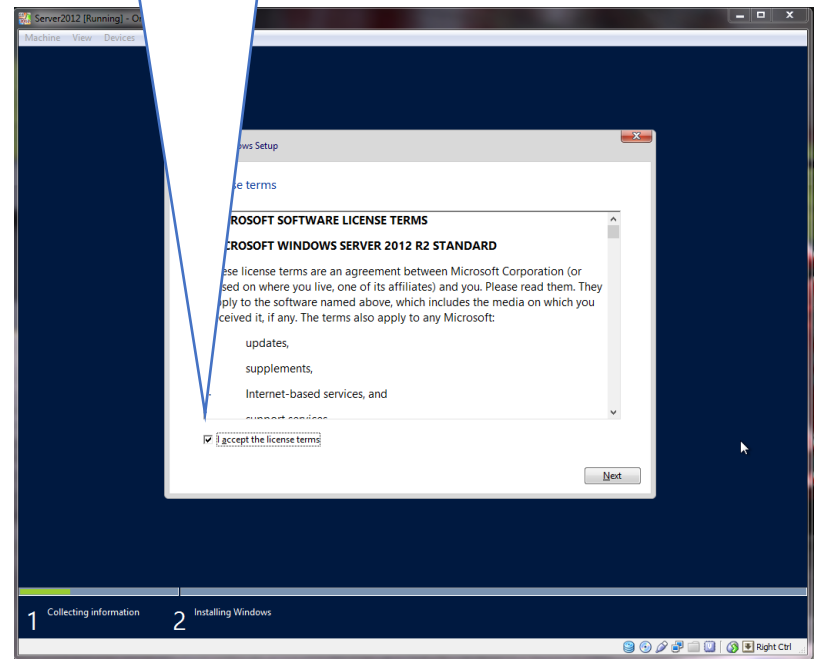 Server2012 [Running] - Or
Machine View Devices
ows Setup
se terms
ROSOFT SOFTWARE LICENSE TERMS
CROSOFT WINDOWS SERVER 2012 R2 STANDARD
ese license terms are an agreement between Microsoft Corporation (or
sed on where you live, one of its affiliates) and you. Please read them. They
ply to the software named above, which includes the media on which you
ceived it, if any. The terms also apply to any Microsoft:
updates,
supplements,
Internet-based services, and
support services
I accept the license terms
Next
1 Collecting information 2 Installing Windows
Right Ctrl